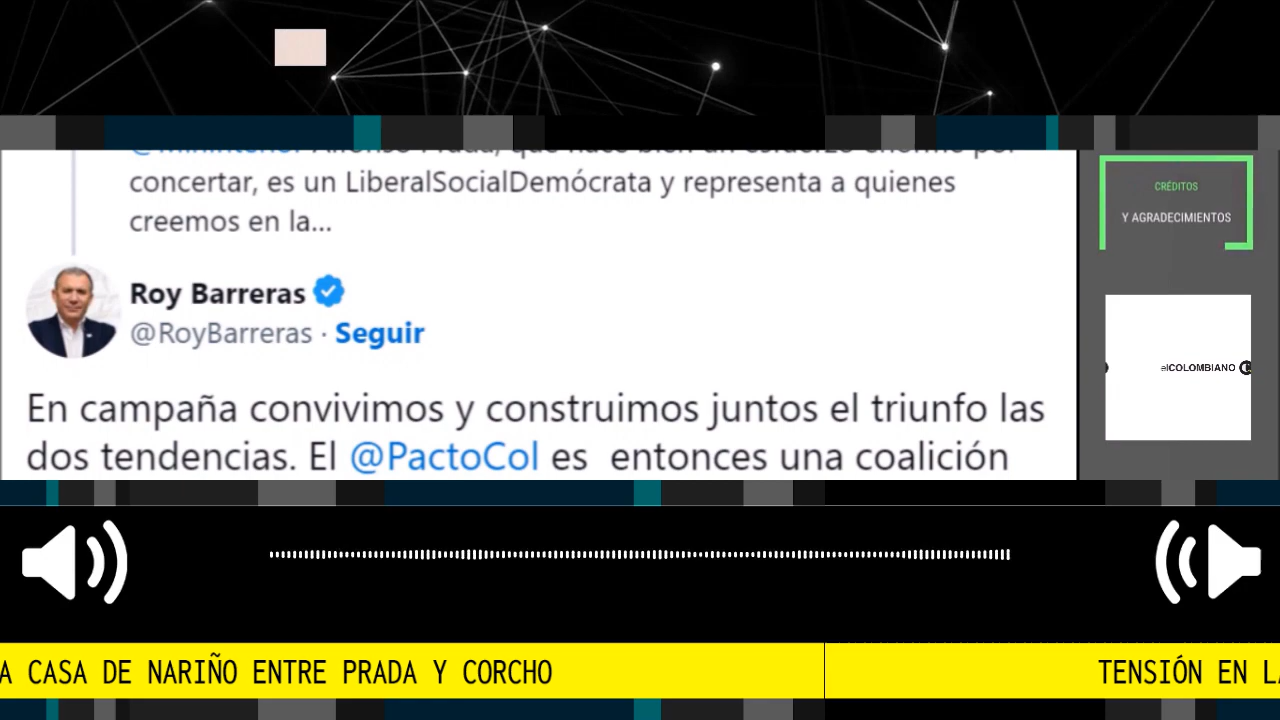 concertar, es un LiberalSocialDemócrata y representa a quienes
creemos en la...
Roy Barreras
@RoyBarreras · Seguir
En campaña convivimos y construimos juntos el triunfo las
dos tendencias. El @PactoCol es entonces una coalición
CRÉDITOS
Y AGRADECIMIENTOS
elCOLOMBIANO
A CASA DE NARIÑO ENTRE PRADA Y CORCHO
TENSIÓN EN LA